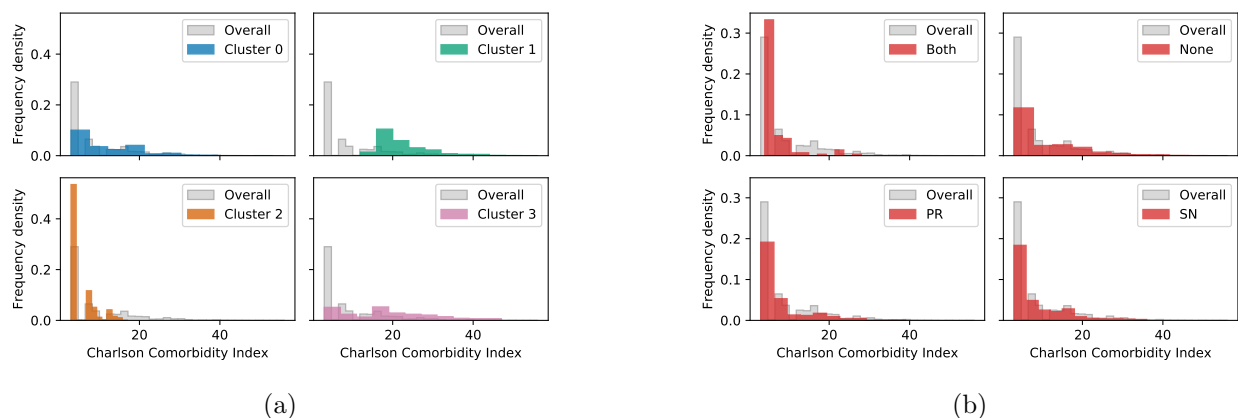 Frequency density
0.4
0.2
0.0
Overall
Cluster 0
Overall
Cluster 1
Frequency density
0.4
0.2
0.0
20
40
Charlson Comorbidity Index
Overall
Cluster 2
20
40
Charlson Comorbidity Index
Overall
Cluster 3
(a)
Frequency density
0.3
0.2
0.1
0.0
Overall
Both
Overall
None
Frequency density
0.3
0.2
0.1
0.0
20
40
Charlson Comorbidity Index
Overall
PR
20
40
Charlson Comorbidity Index
Overall
SN
(b)